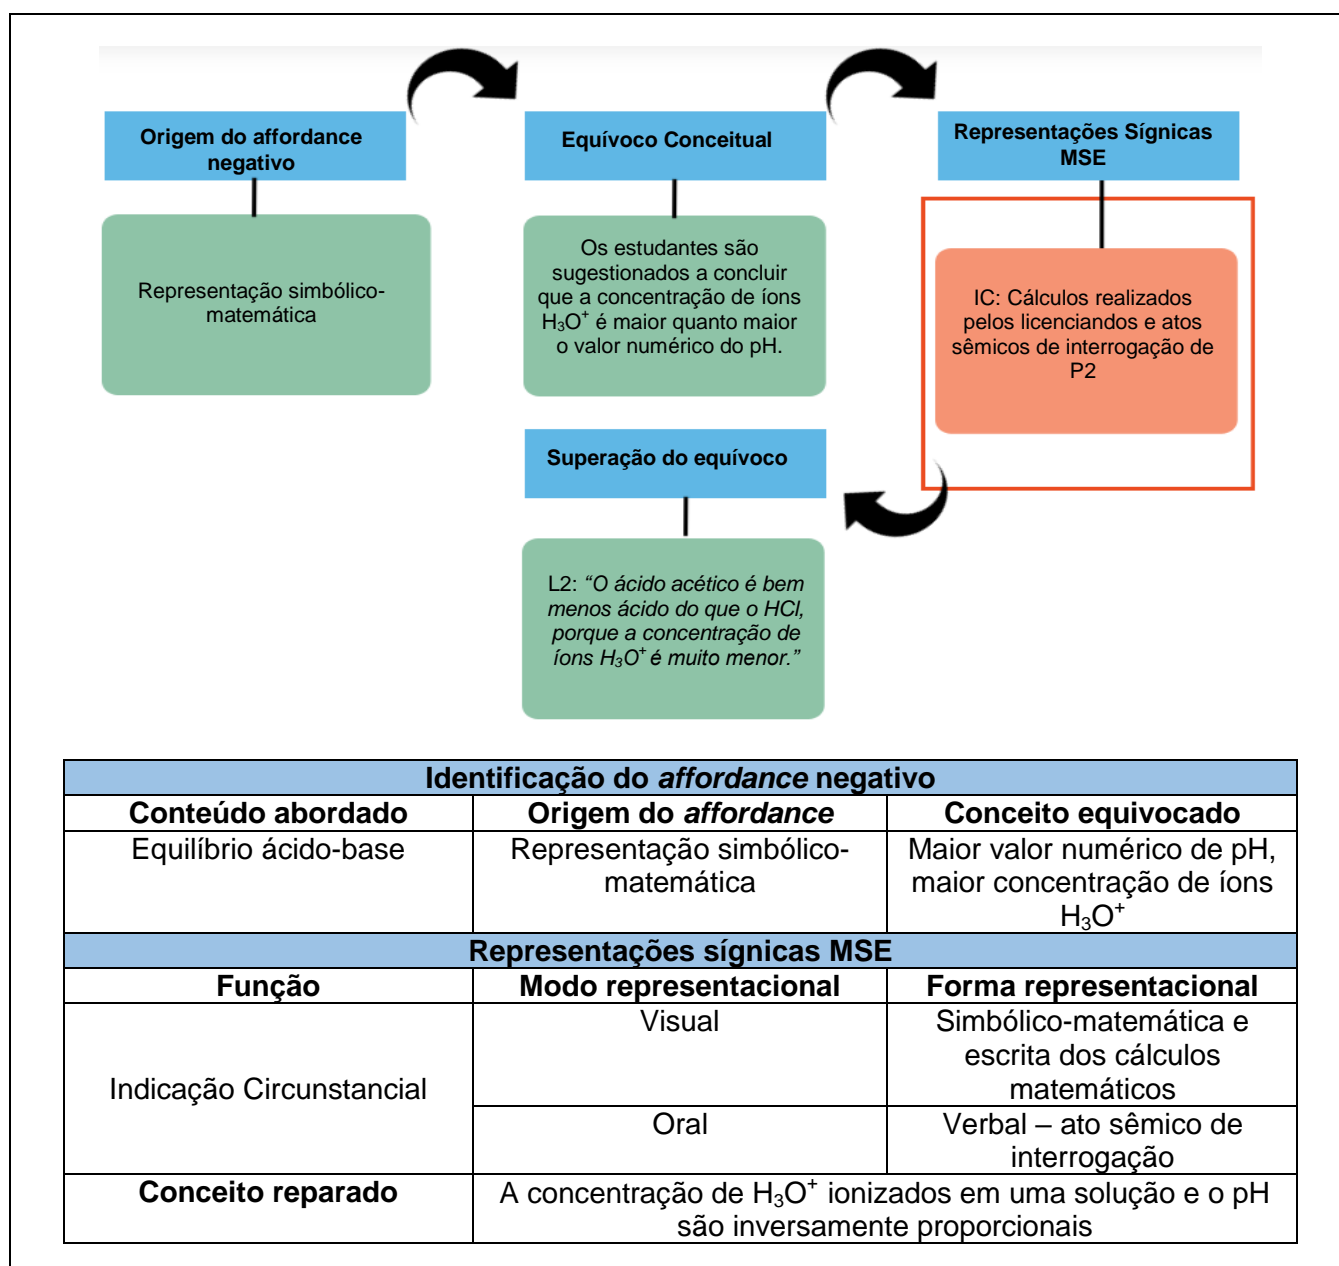 Origem do affordance
negativo
Equívoco Conceitual
Representações Sígnicas
MSE
Representação simbólico-
matemática
Os estudantes são
sugestionados a concluir
que a concentração de íons
H₃O⁺ é maior quanto maior
o valor numérico do pH.
IC: Cálculos realizados
pelos licenciandos e atos
sêmicos de interrogação de
P2
Superação do equívoco
L2: “O ácido acético é bem
menos ácido do que o HCl,
porque a concentração de
íons H₃O⁺ é muito menor.”
Identificação do affordance negativo
Conteúdo abordado
Origem do affordance
Conceito equivocado
Equilíbrio ácido-base
Representação simbólico-
matemática
Maior valor numérico de pH,
maior concentração de íons
H₃O⁺
Representações sígnicas MSE
Função
Modo representacional
Forma representacional
Indicação Circunstancial
Visual
Simbólico-matemática e
escrita dos cálculos
matemáticos
Oral
Verbal – ato sêmico de
interrogação
Conceito reparado
A concentração de H₃O⁺ ionizados em uma solução e o pH
são inversamente proporcionais